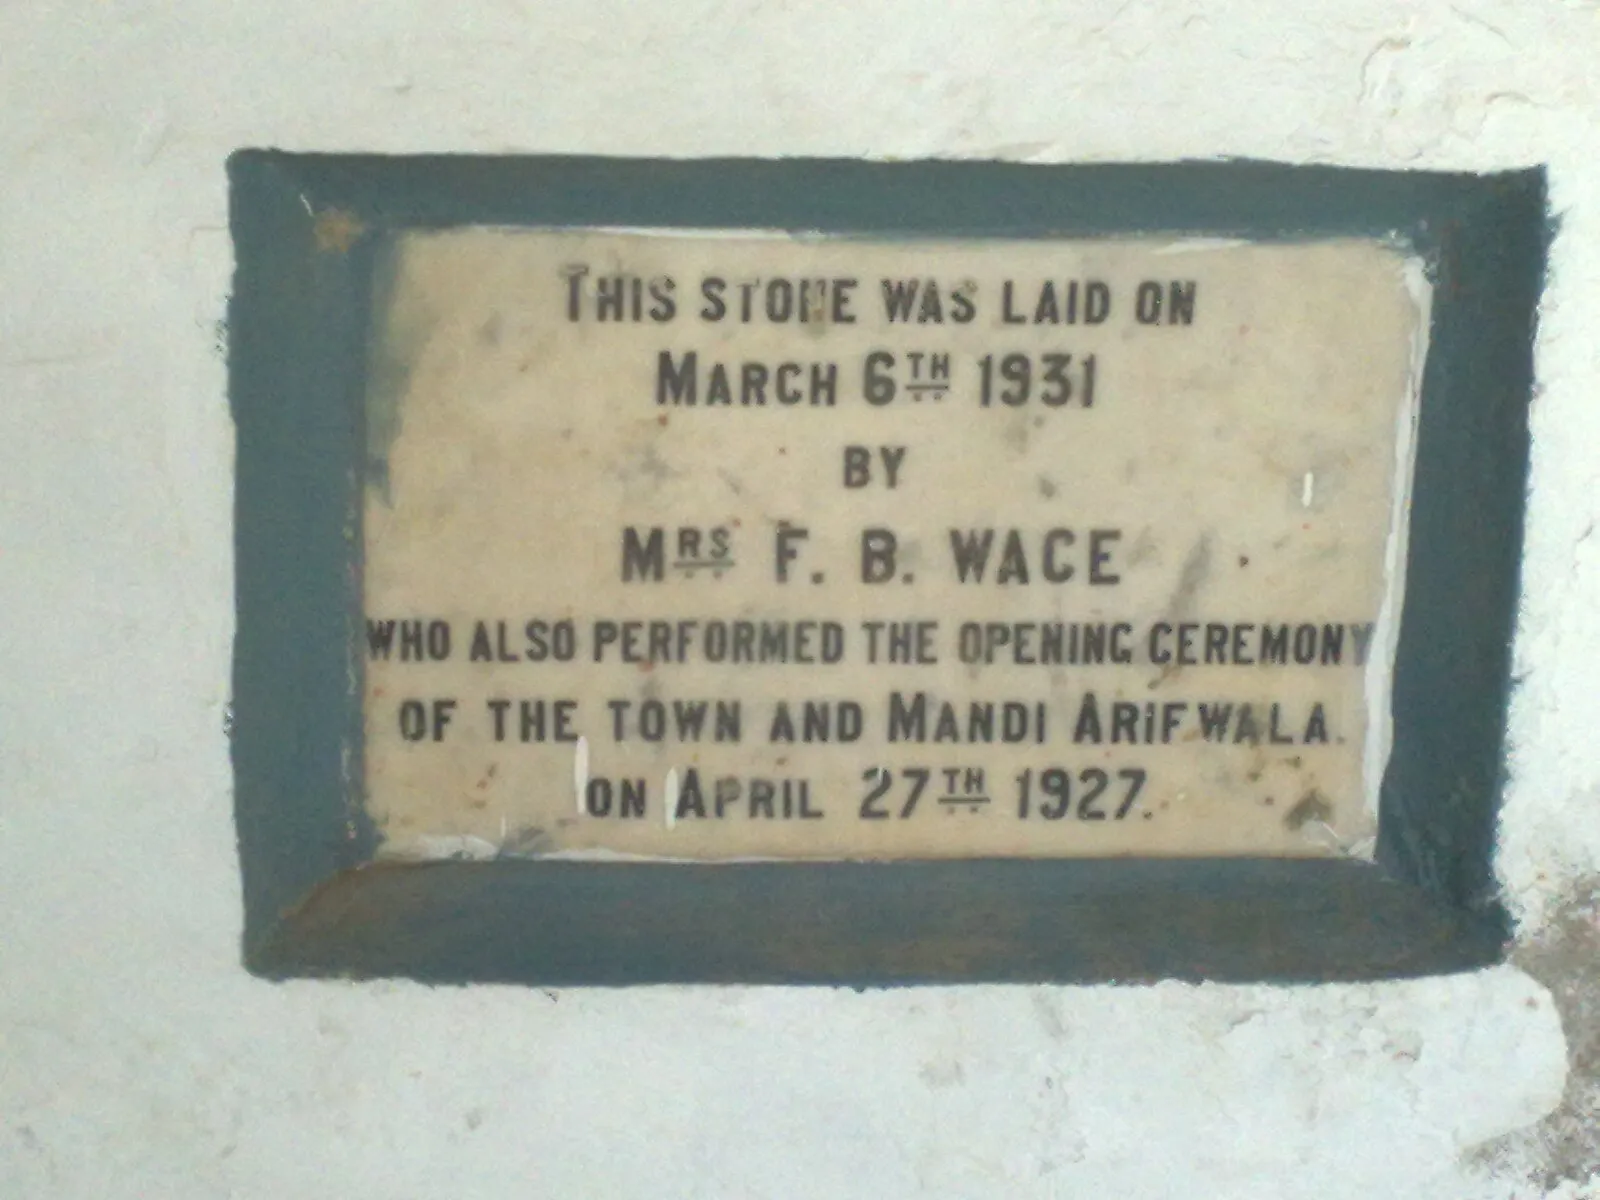 THIS STONE WAS LAID ON
MARCH 6TH 1931
BY
MRS F. B. WACE
WHO ALSO PERFORMED THE OPENING CEREMONY
OF THE TOWN AND MANDI ARIFWALA.
ON APRIL 27TH 1927.